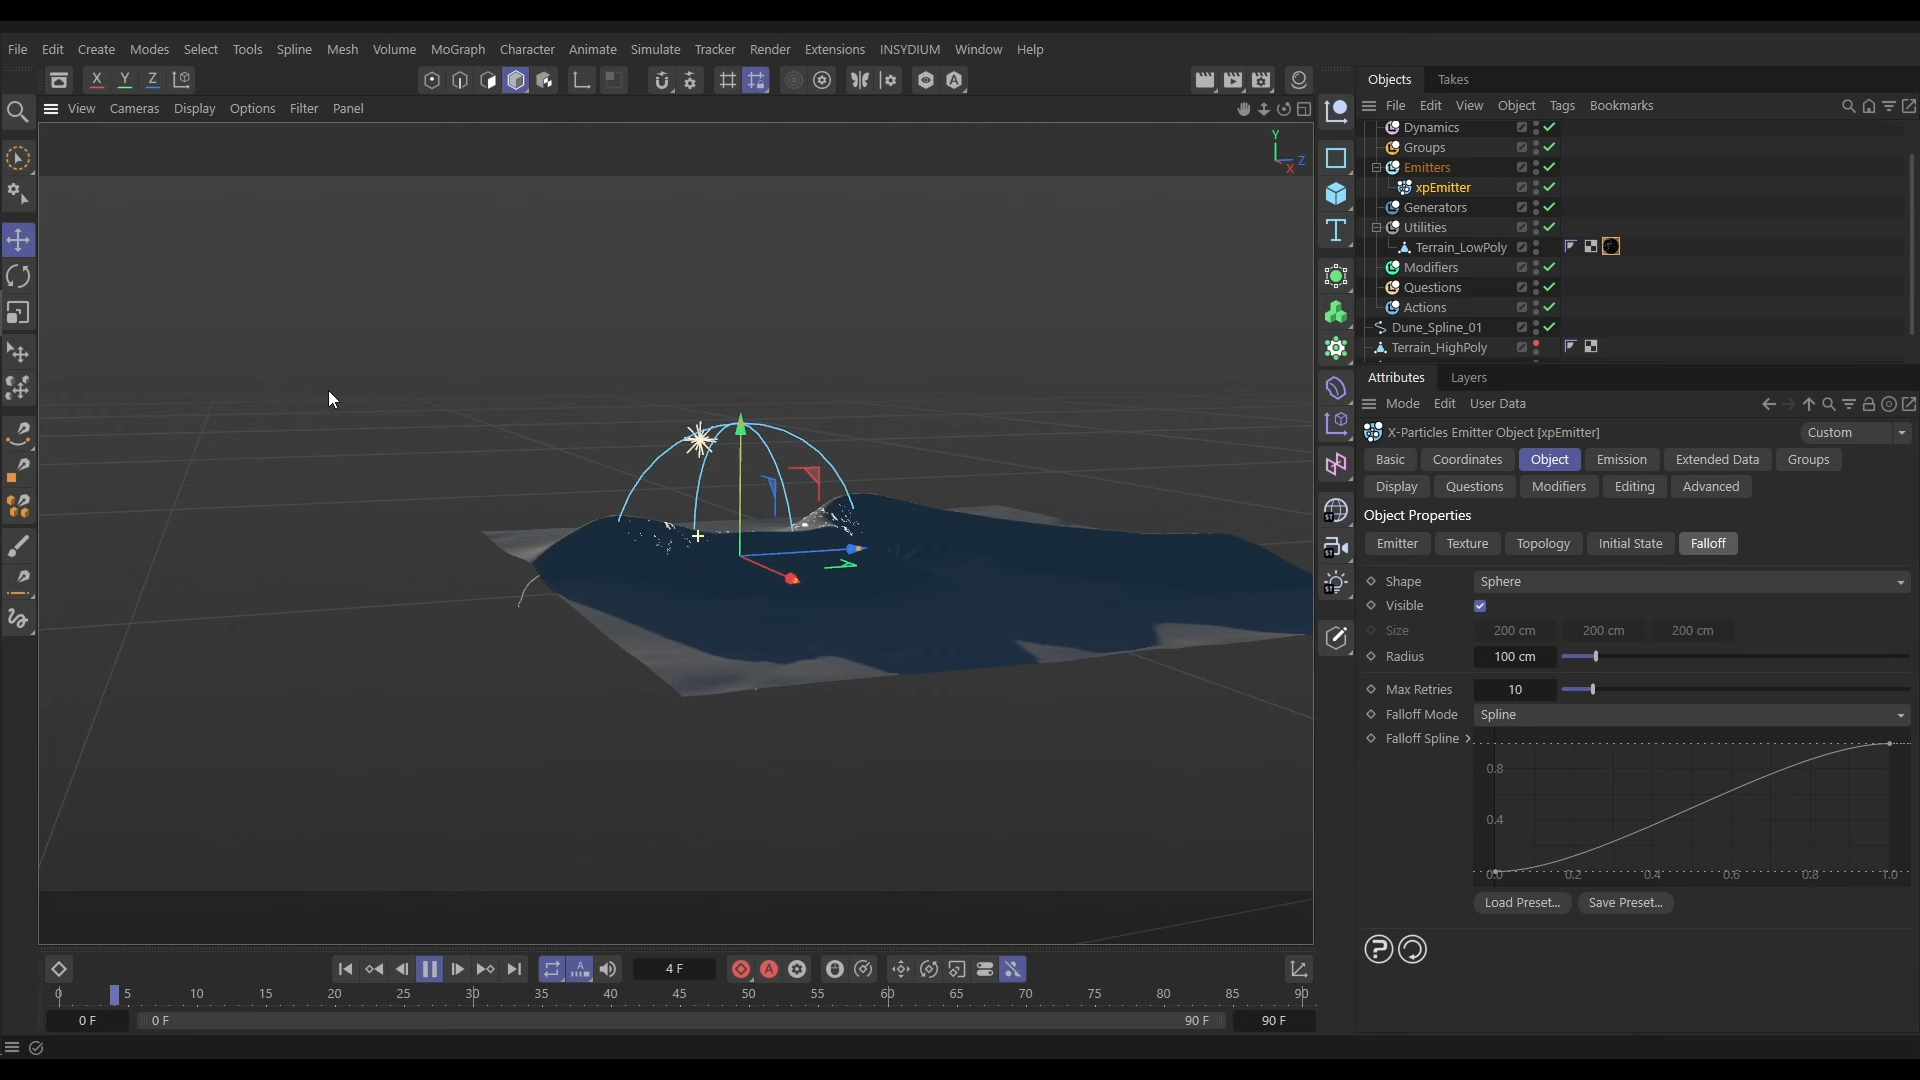 File Edit Create Modes Select Tools Spline Mesh Volume MoGraph Character Animate Simulate Tracker Render Extensions INSYDIUM Window Help
X Y Z
View Cameras Display Options Filter Panel
Y
Z
X
Objects Takes
File Edit View Object Tags Bookmarks
Dynamics
Groups
Emitters
xpEmitter
Generators
Utilities
Terrain_LowPoly
Modifiers
Questions
Actions
Dune_Spline_01
Terrain_HighPoly
Attributes Layers
Mode Edit User Data
X-Particles Emitter Object [xpEmitter] Custom
Basic Coordinates Object Emission Extended Data Groups
Display Questions Modifiers Editing Advanced
Object Properties
Emitter Texture Topology Initial State Falloff
Shape Sphere
Visible
Size 200 cm 200 cm 200 cm
Radius 100 cm
Max Retries 10
Falloff Mode Spline
Falloff Spline
0.8
0.4
0.0 0.2 0.4 0.6 0.8 1.0
Load Preset... Save Preset...
4 F
0 5 10 15 20 25 30 35 40 45 50 55 60 65 70 75 80 85 90
0 F 0 F 90 F 90 F